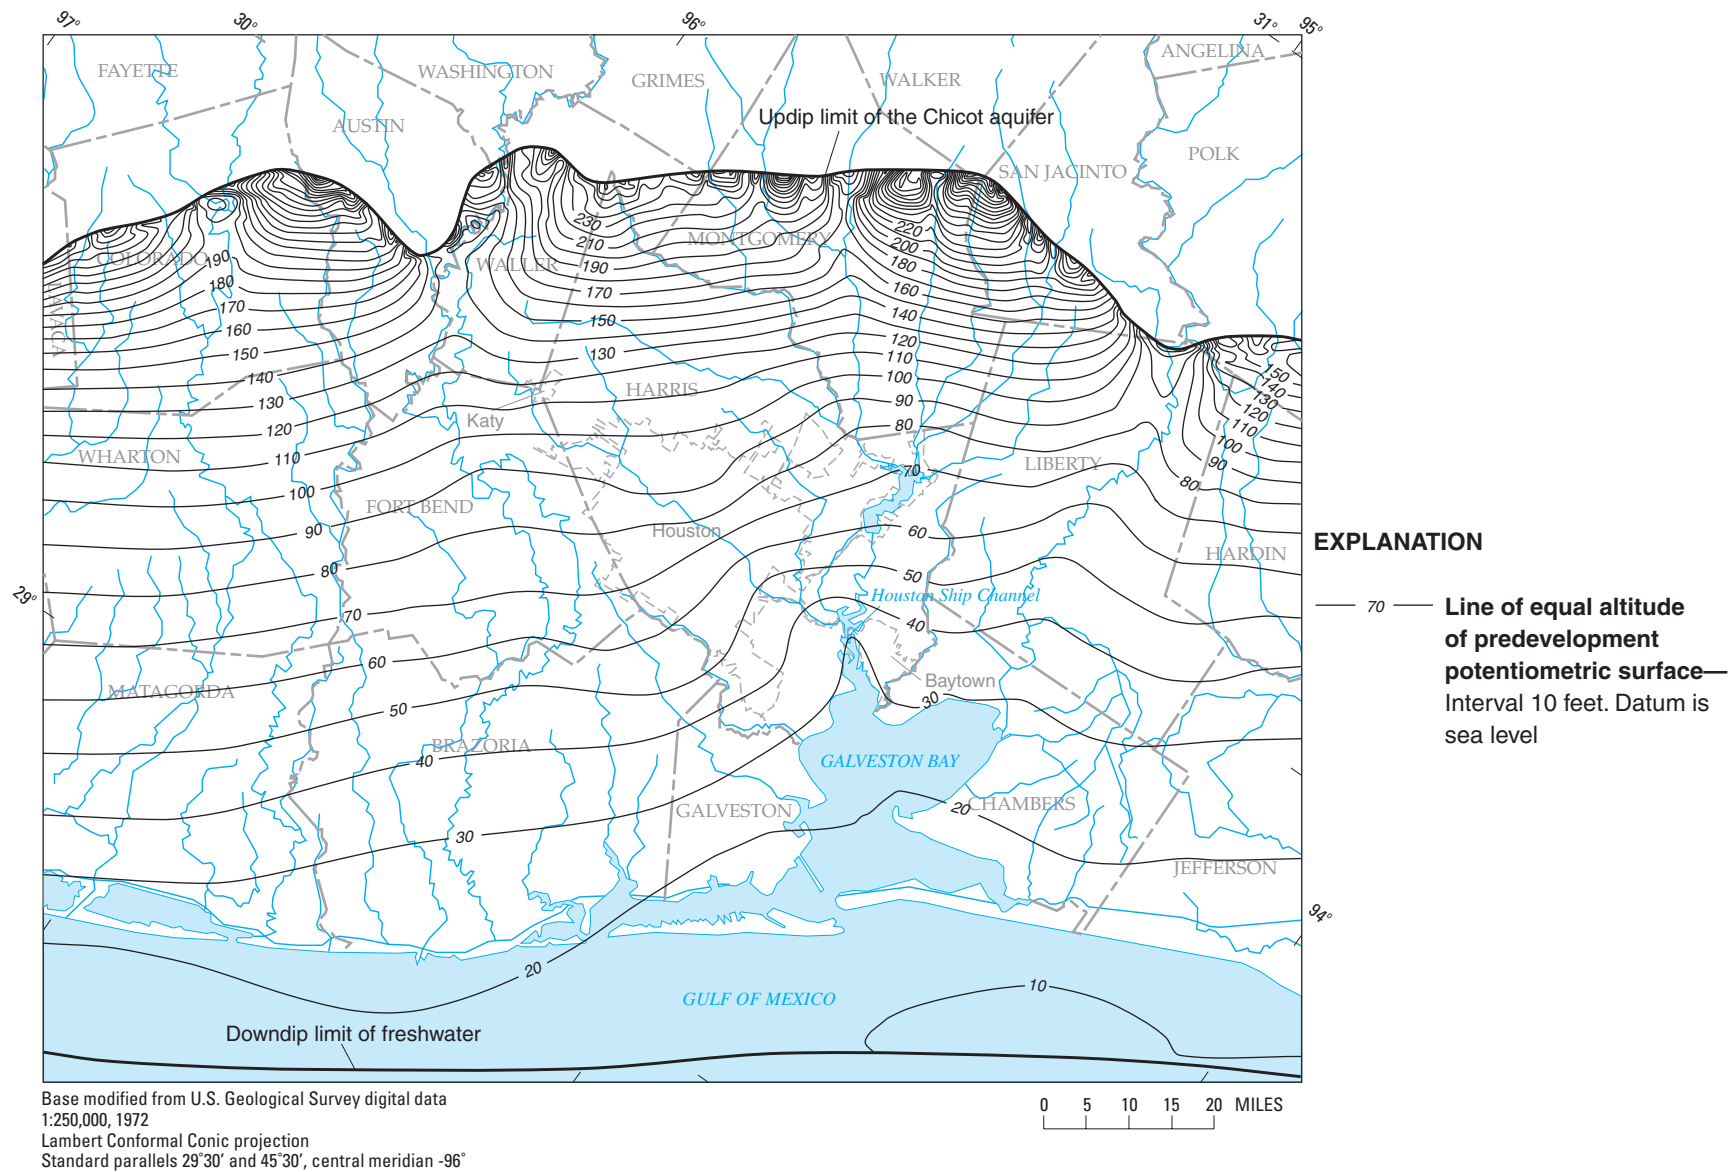 97°
30°
96°
31°
95°
FAYETTE
WASHINGTON
GRIMES
WALKER
ANGELINA
AUSTIN
Updip limit of the Chicot aquifer
POLK
SAN JACINTO
COLORADO
WALLER
MONTGOMERY
LAVACA
230
210
190
170
150
130
220
200
180
160
140
120
110
100
90
80
70
60
50
40
30
20
10
190
180
170
160
150
140
130
120
110
100
90
80
70
60
50
40
30
20
150
140
130
120
110
100
90
80
HARRIS
Katy
WHARTON
LIBERTY
FORT BEND
Houston
HARDIN
29°
Houston Ship Channel
MATAGORDA
Baytown
BRAZORIA
GALVESTON BAY
GALVESTON
CHAMBERS
JEFFERSON
94°
GULF OF MEXICO
Downdip limit of freshwater
EXPLANATION
70
Line of equal altitude
of predevelopment
potentiometric surface—
Interval 10 feet. Datum is
sea level
Base modified from U.S. Geological Survey digital data
1:250,000, 1972
Lambert Conformal Conic projection
Standard parallels 29°30′ and 45°30′, central meridian -96°
0 5 10 15 20 MILES